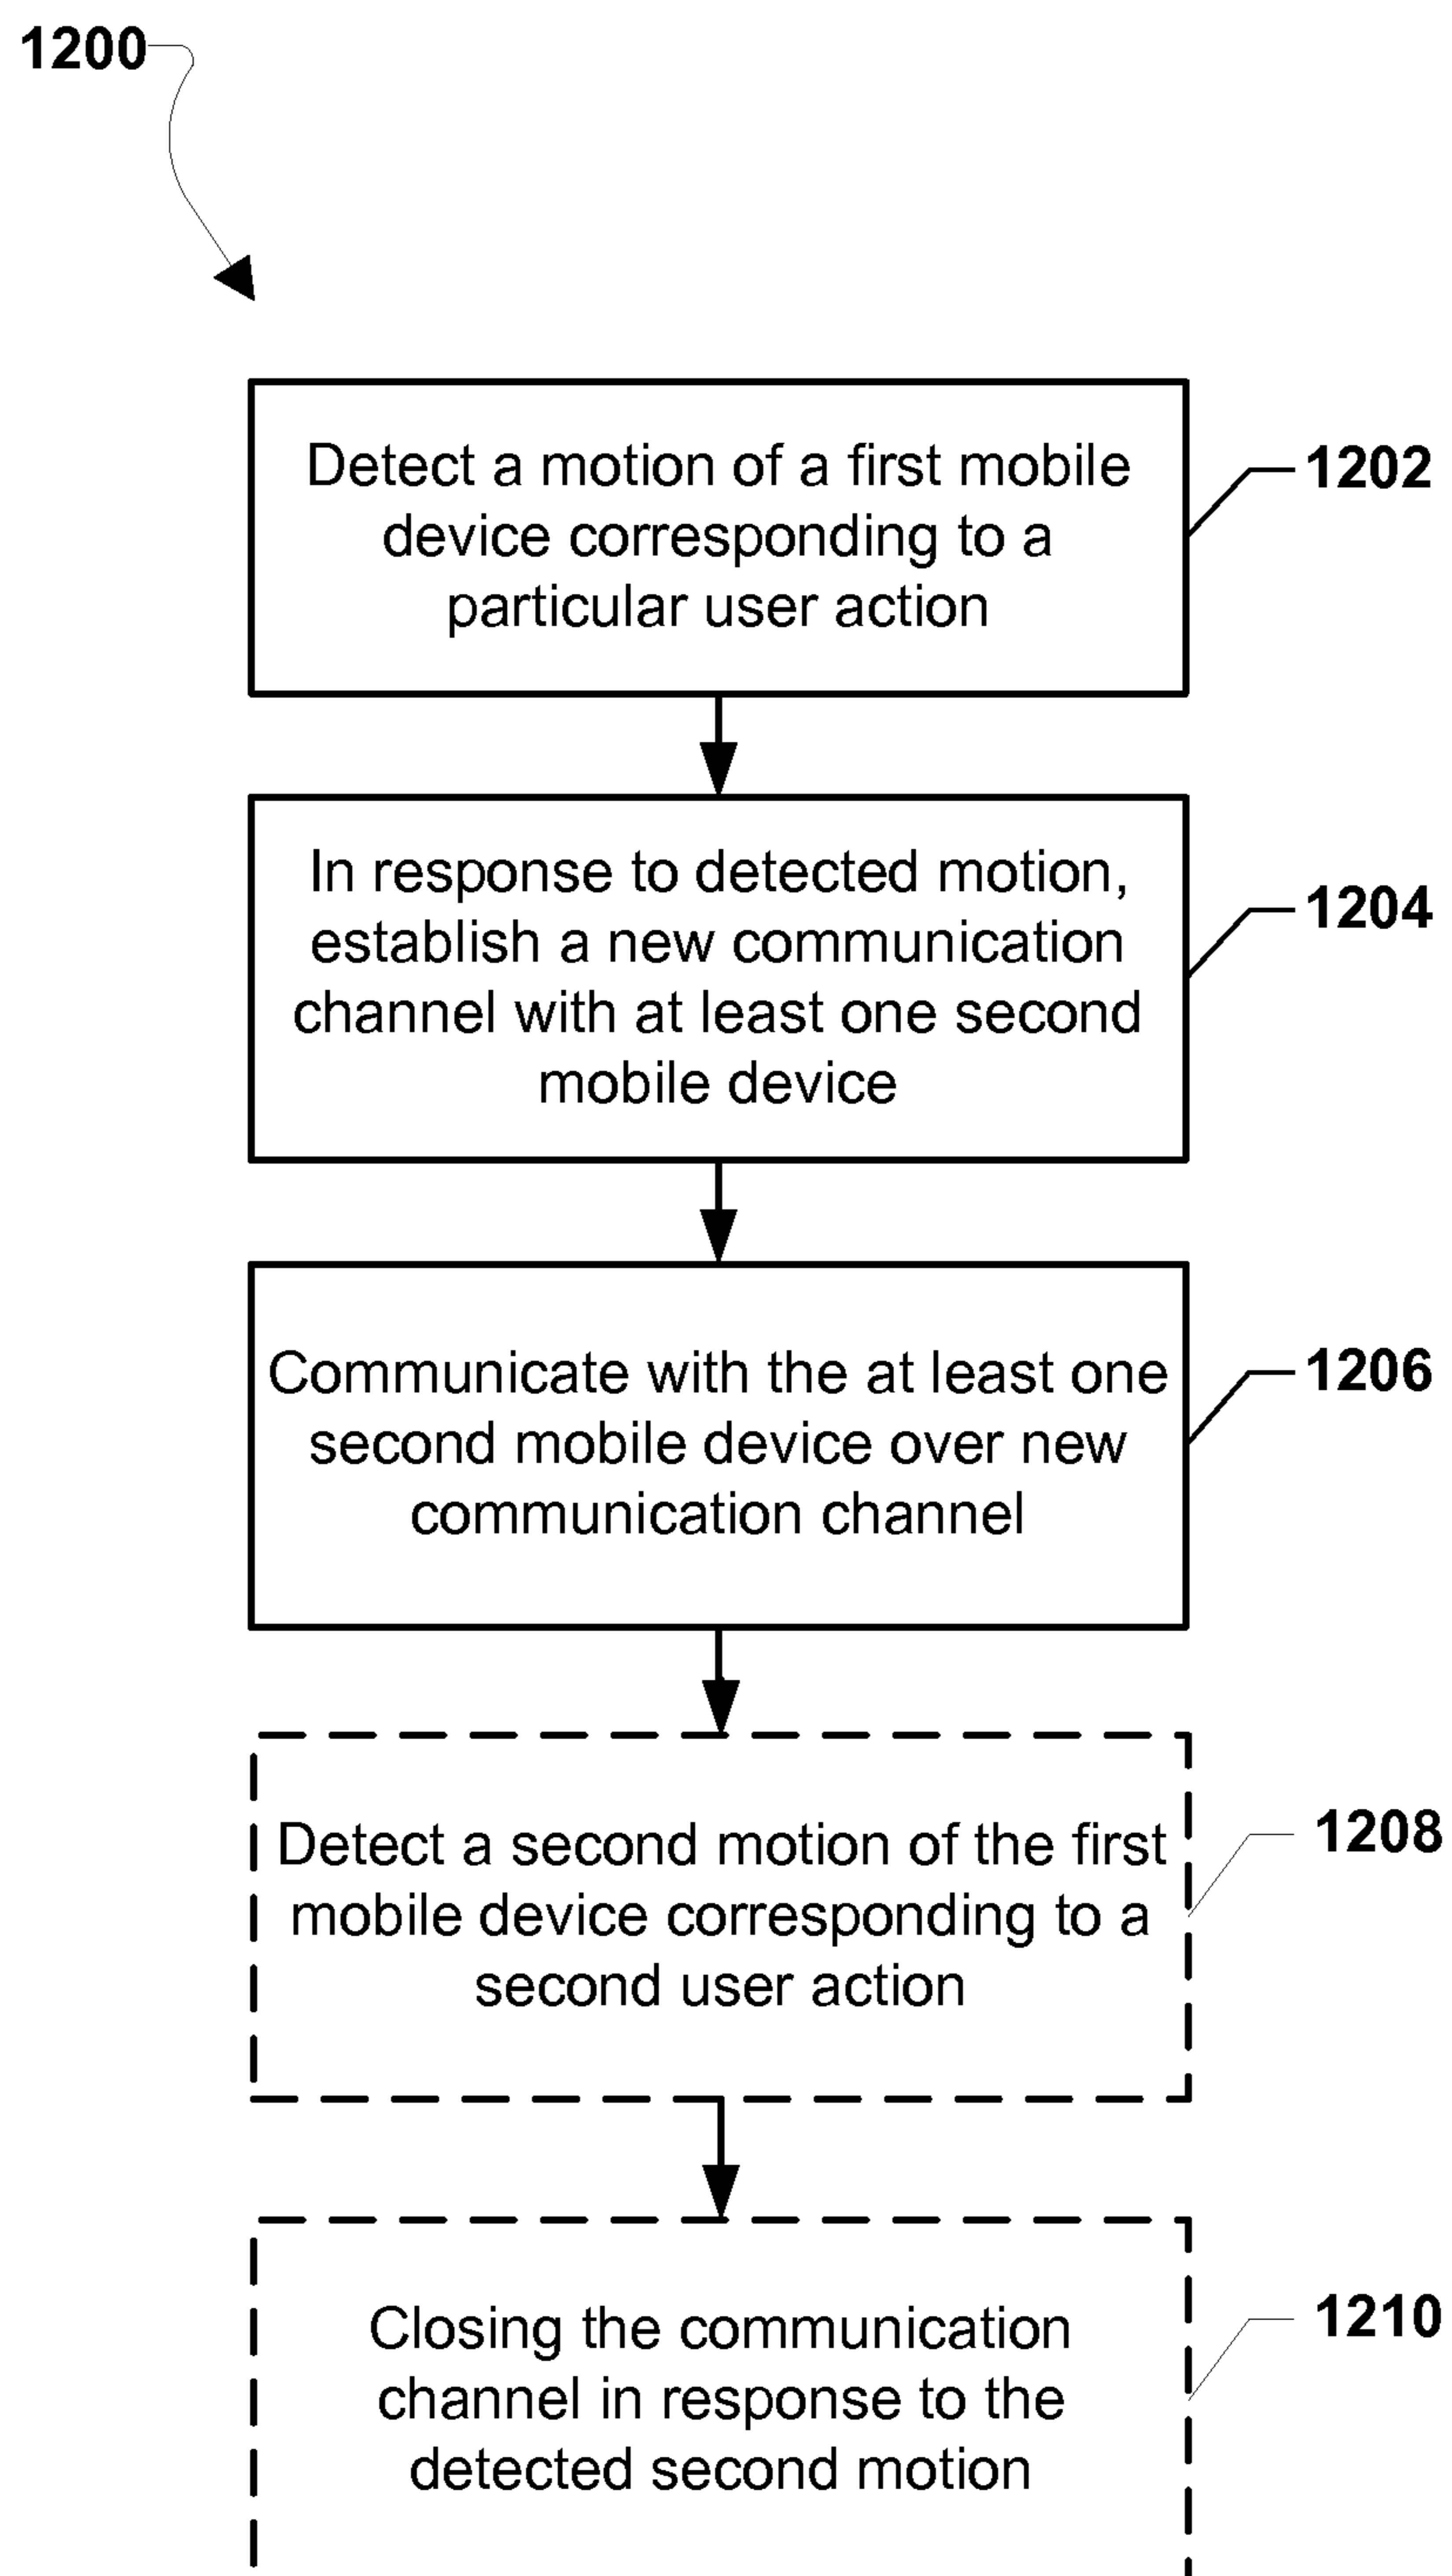 1200
Detect a motion of a first mobile
device corresponding to a
particular user action
1202
In response to detected motion,
establish a new communication
channel with at least one second
mobile device
1204
Communicate with the at least one
second mobile device over new
communication channel
1206
Detect a second motion of the first
mobile device corresponding to a
second user action
1208
Closing the communication
channel in response to the
detected second motion
1210